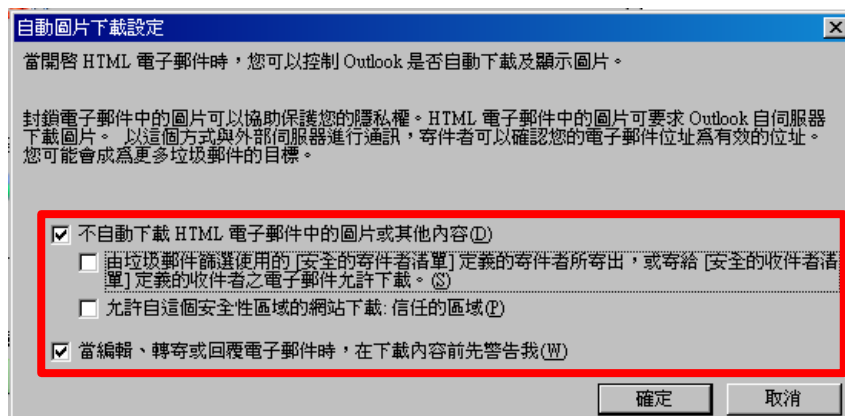 自動圖片下載設定
當開啓 HTML 電子郵件時，您可以控制 Outlook 是否自動下載及顯示圖片。
封鎖電子郵件中的圖片可以協助保護您的隱私權。HTML 電子郵件中的圖片可要求 Outlook 自伺服器
下載圖片。 以這個方式與外部伺服器進行通訊，寄件者可以確認您的電子郵件位址爲有效的位址。
您可能會成爲更多垃圾郵件的目標。
不自動下載 HTML 電子郵件中的圖片或其他內容(D)
由垃圾郵件篩選使用的 [安全的寄件者清單] 定義的寄件者所寄出，或寄給 [安全的收件者清
單] 定義的收件者之電子郵件允許下載。(S)
允許自這個安全性區域的網站下載: 信任的區域(P)
當編輯、轉寄或回覆電子郵件時，在下載內容前先警告我(W)
確定
取消